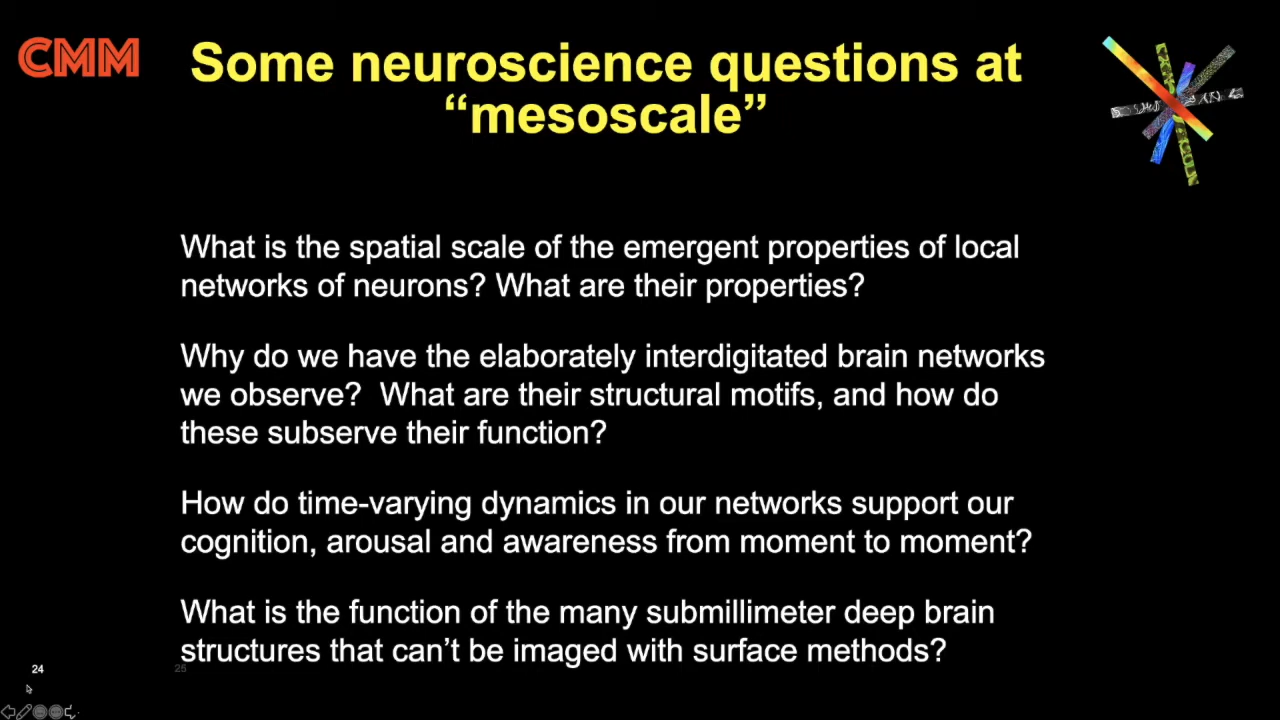 CMM
Some neuroscience questions at
“mesoscale”
What is the spatial scale of the emergent properties of local
networks of neurons? What are their properties?
Why do we have the elaborately interdigitated brain networks
we observe?  What are their structural motifs, and how do
these subserve their function?
How do time-varying dynamics in our networks support our
cognition, arousal and awareness from moment to moment?
What is the function of the many submillimeter deep brain
structures that can’t be imaged with surface methods?
24
25